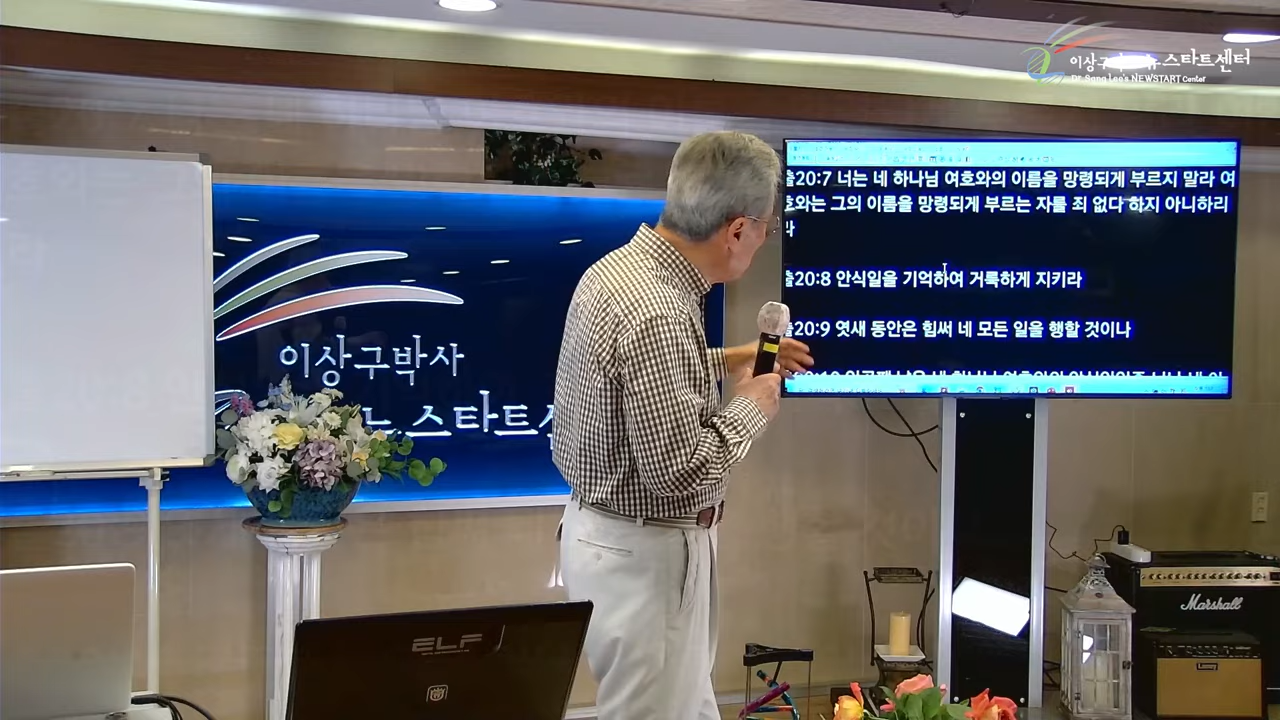 스타트센터
Dr. Sang Lee's NEWSTART Center
출20:7 너는 네 하나님 여호와의 이름을 망령되게 부르지 말라 여
호와는 그의 이름을 망령되게 부르는 자를 죄 없다 하지 아니하리
라
출20:8 안식일을 기억하여 거룩하게 지키라
출20:9 엿새 동안은 힘써 네 모든 일을 행할 것이나
이상구박사
스타트
ELF
Marshall
Laney